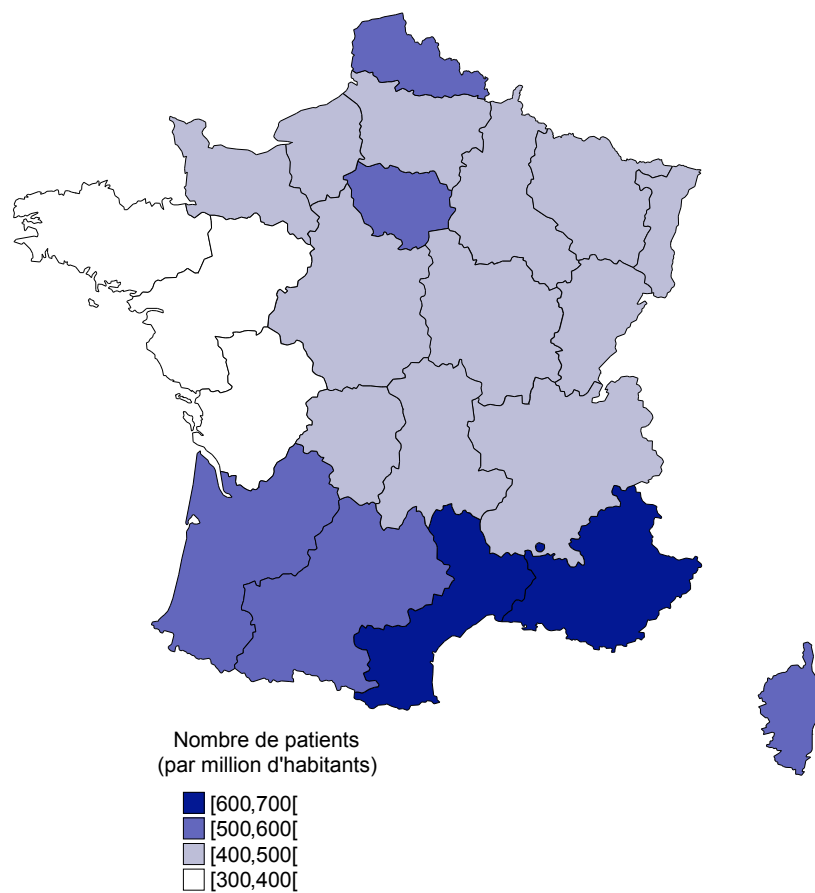 Nombre de patients
(par million d'habitants)
[600,700[
[500,600[
[400,500[
[300,400[